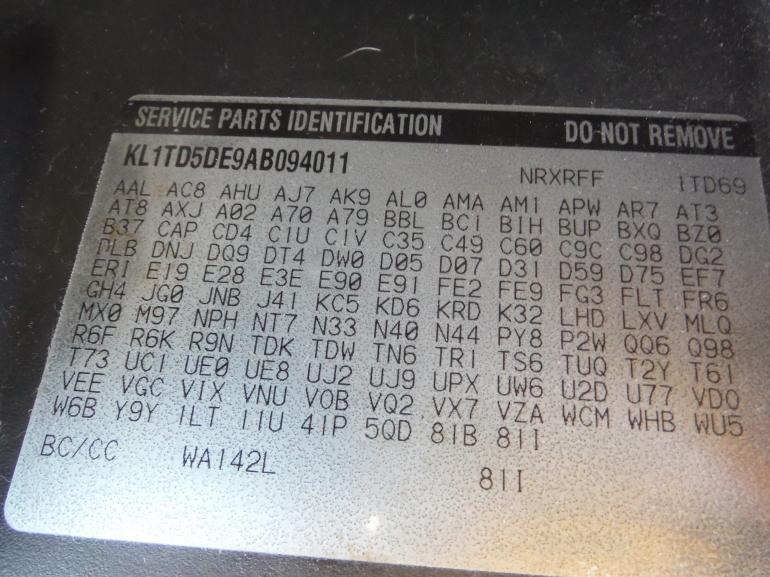 SERVICE PARTS IDENTIFICATION DO NOT REMOVE
KL1TD5DE9AB094011 NRXRFF 1TD69
AAL AC8 AHU AJ7 AK9 AL0 AMA AM1 APW AR7 AT3
AT8 AXJ A02 A70 A79 BBL BC1 B1H BUP BXQ BZ0
B37 CAP CD4 C1U C1V C35 C49 C60 C9C C98 DG2
DLB DNJ DQ9 DT4 DW0 D05 D07 D31 D59 D75 EF7
ER1 E19 E28 E3E E90 E91 FE2 FE9 FG3 FLT FR6
GH4 JG0 JNB J41 KC5 KD6 KRD K32 LHD LXV MLQ
MX0 M97 NPH NT7 N33 N40 N44 PY8 P2W QQ6 Q98
R6F R6K R9N TDK TDW TN6 TR1 TS6 TUQ T2Y T61
T73 UC1 UE0 UE8 UJ2 UJ9 UPX UW6 U2D U77 VD0
VEE VGC V1X VNU V0B VQ2 VX7 VZA WCM WHB WU5
W6B Y9Y 1LT 11U 41P 5QD 81B 81I
BC/CC WA142L 81I